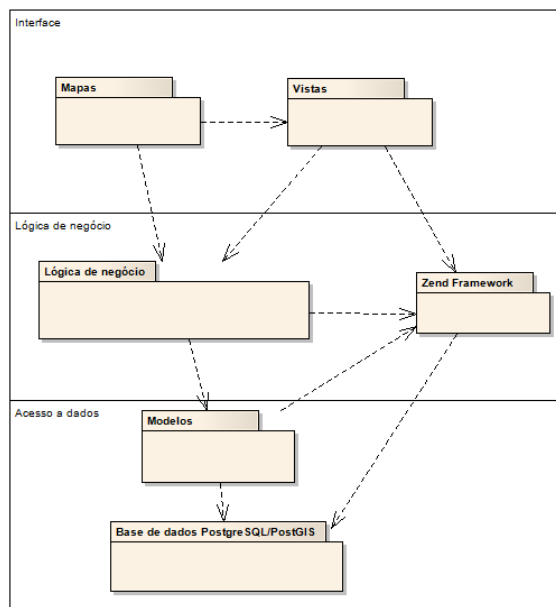 Interface
Mapas
Vistas
Lógica de negócio
Lógica de negócio
Zend Framework
Acesso a dados
Modelos
Base de dados PostgreSQL/PostGIS